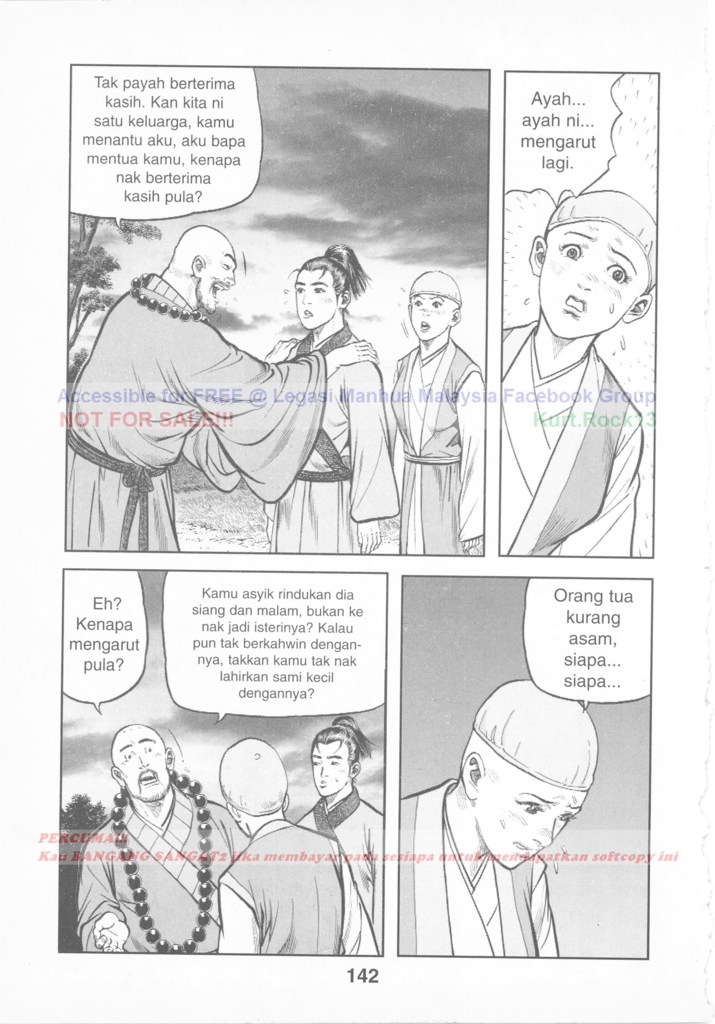 Tak payah berterima
kasih. Kan kita ni
satu keluarga, kamu
menantu aku, aku bapa
mentua kamu, kenapa
nak berterima
kasih pula?
Ayah...
ayah ni...
mengarut
lagi.
Accessible for FREE @ Legasi Manhua Malaysia Facebook Group
NOT FOR SALE!!!
Kurt.Rock13
Eh?
Kenapa
mengarut
pula?
Kamu asyik rindukan dia
siang dan malam, bukan ke
nak jadi isterinya? Kalau
pun tak berkahwin dengan-
nya, takkan kamu tak nak
lahirkan sami kecil
dengannya?
Orang tua
kurang
asam,
siapa...
siapa...
PERCUMA!!!
Kau BANGANG SANGATZ jika membayar pada sesiapa untuk mendapatkan softcopy ini
142